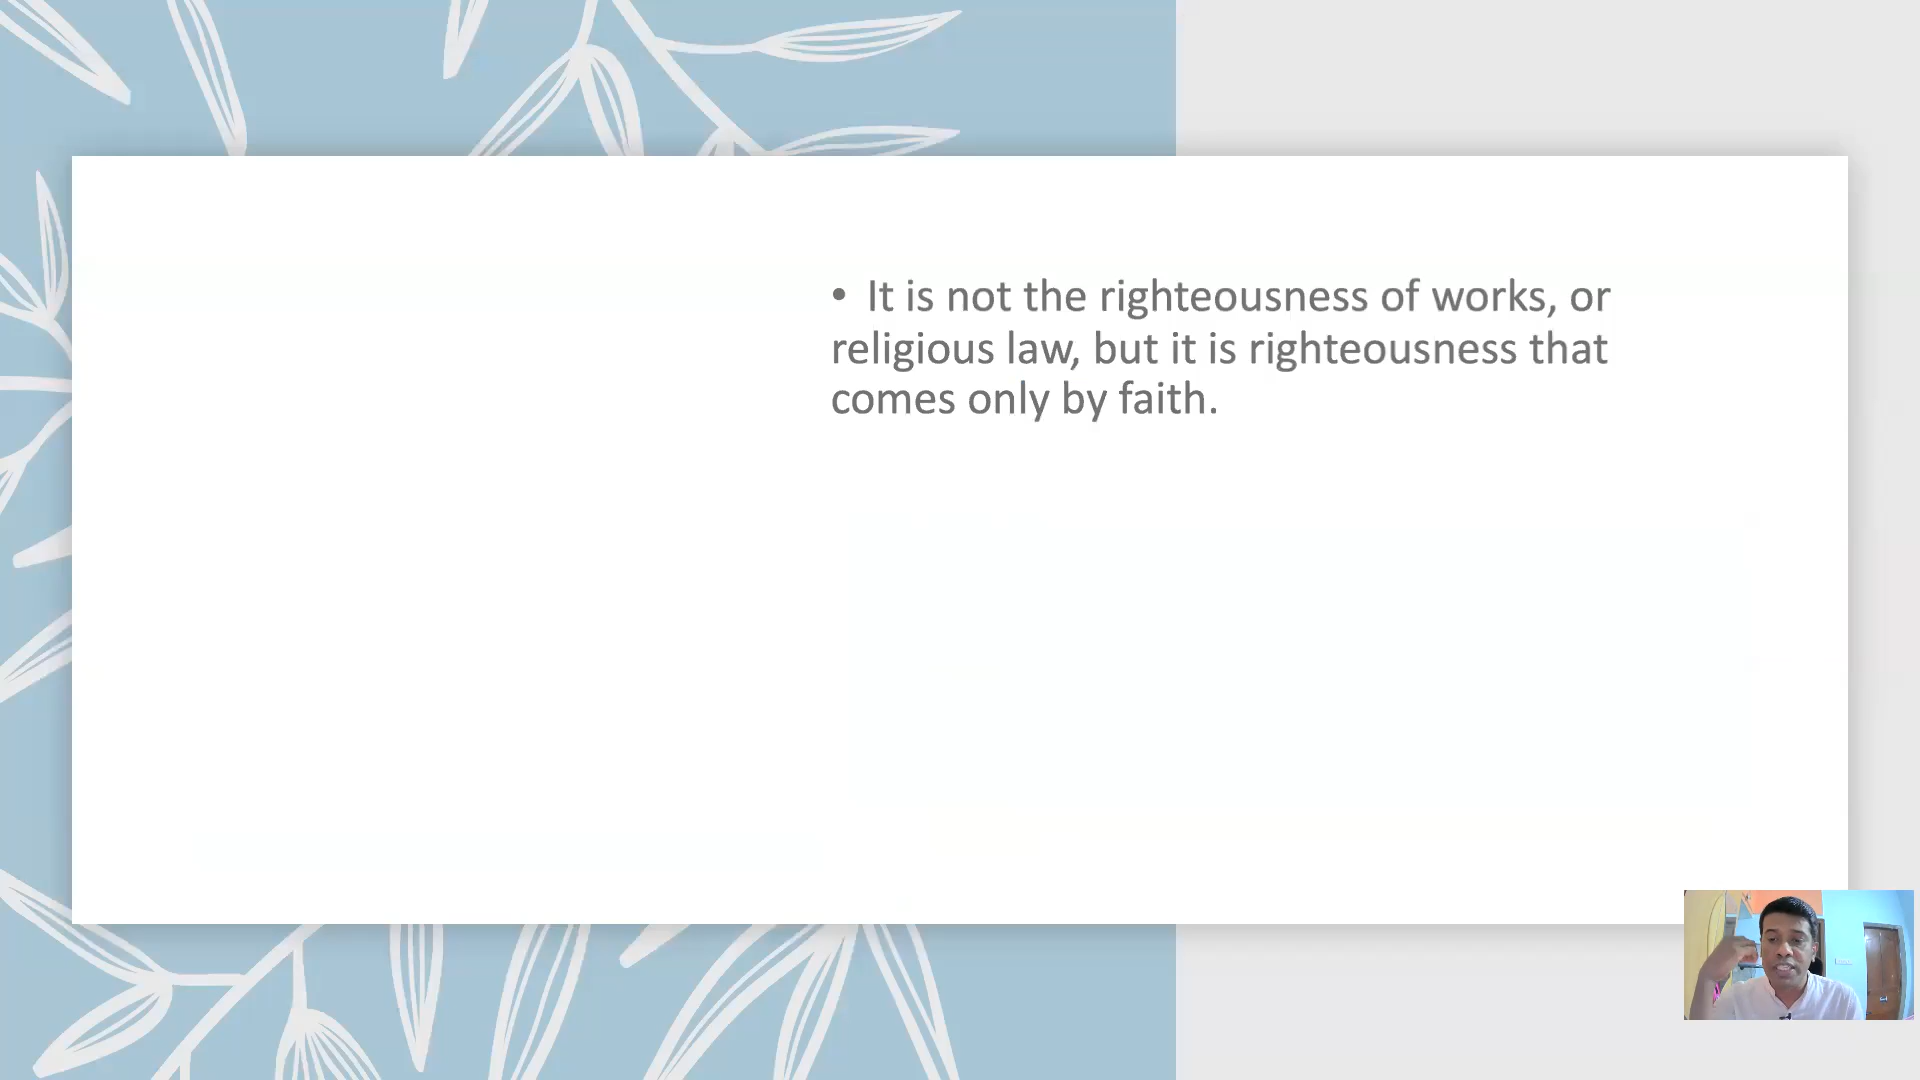 • It is not the righteousness of works, or
religious law, but it is righteousness that
comes only by faith.